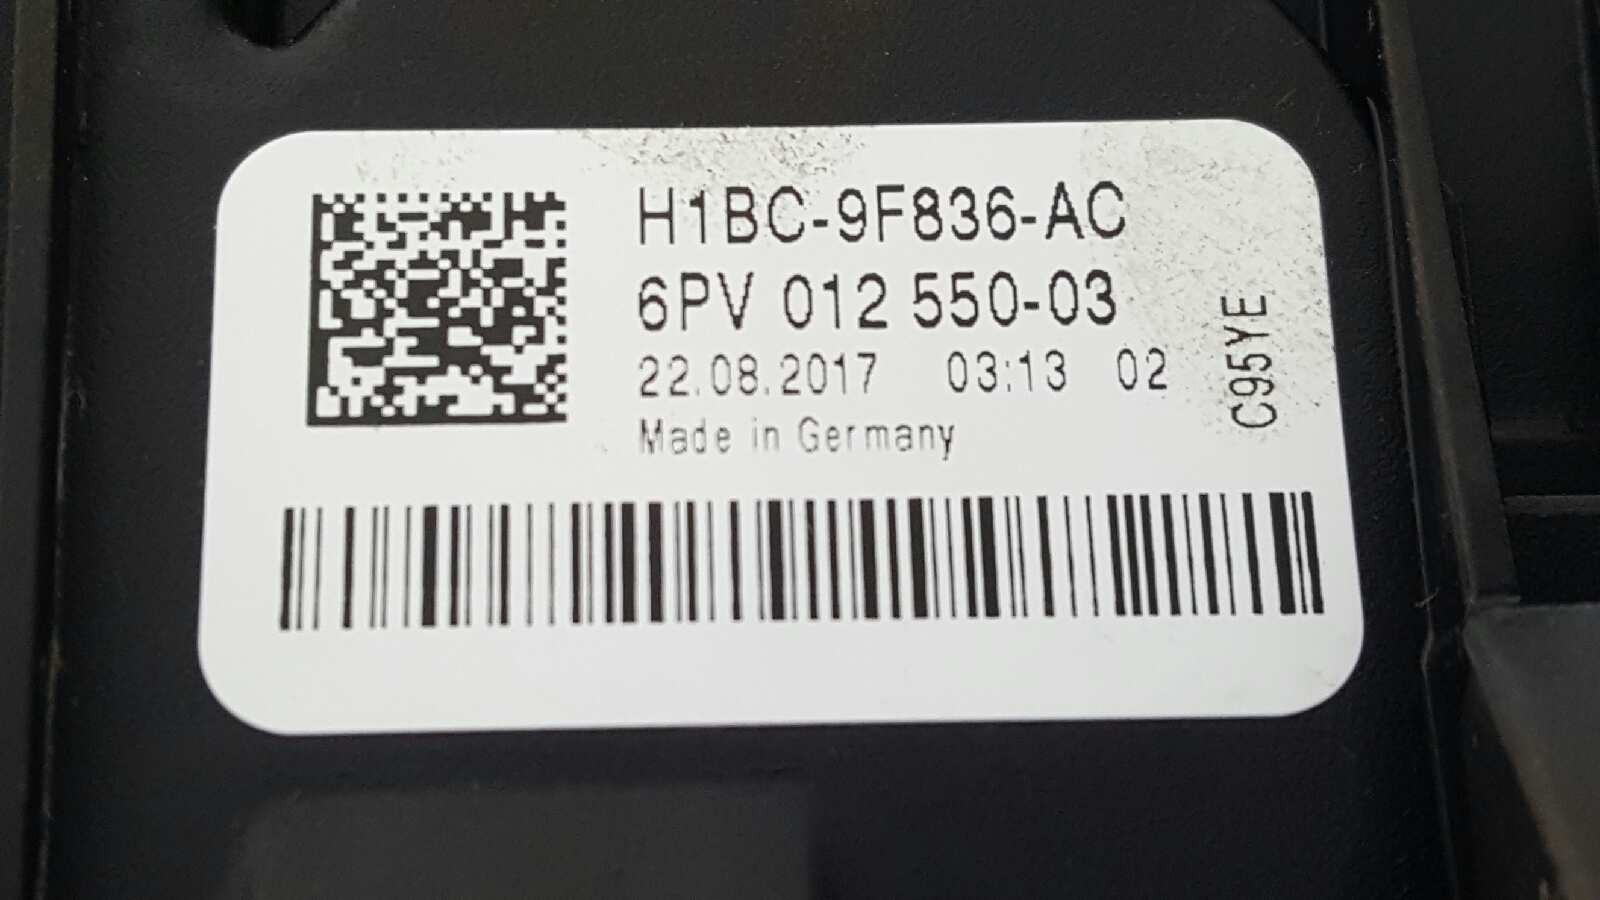 H1BC-9F836-AC
6PV 012 550-03
22.08.2017 03:13 02
Made in Germany
C95YE